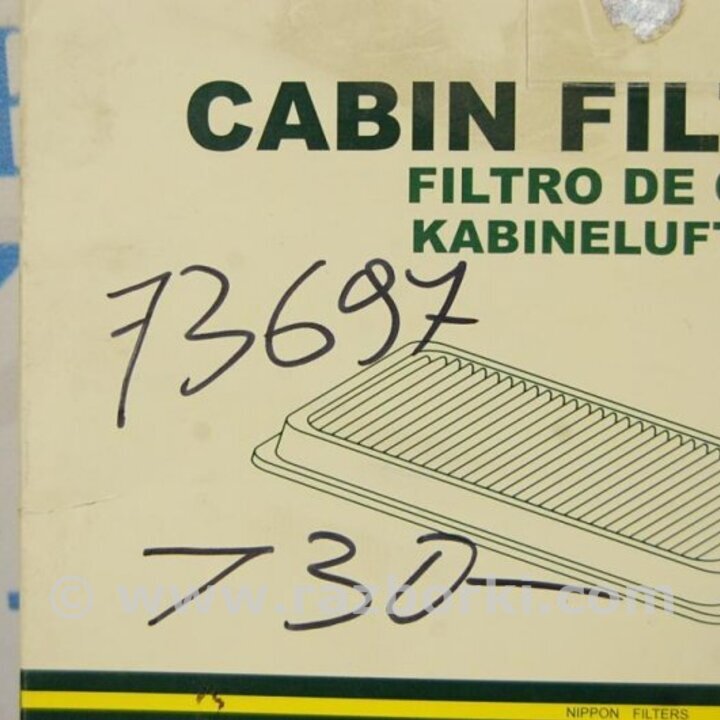 CABIN FIL
FILTRO DE C
KABINELUFT
73697
730-
© www.razborki.com
NIPPON FILTERS